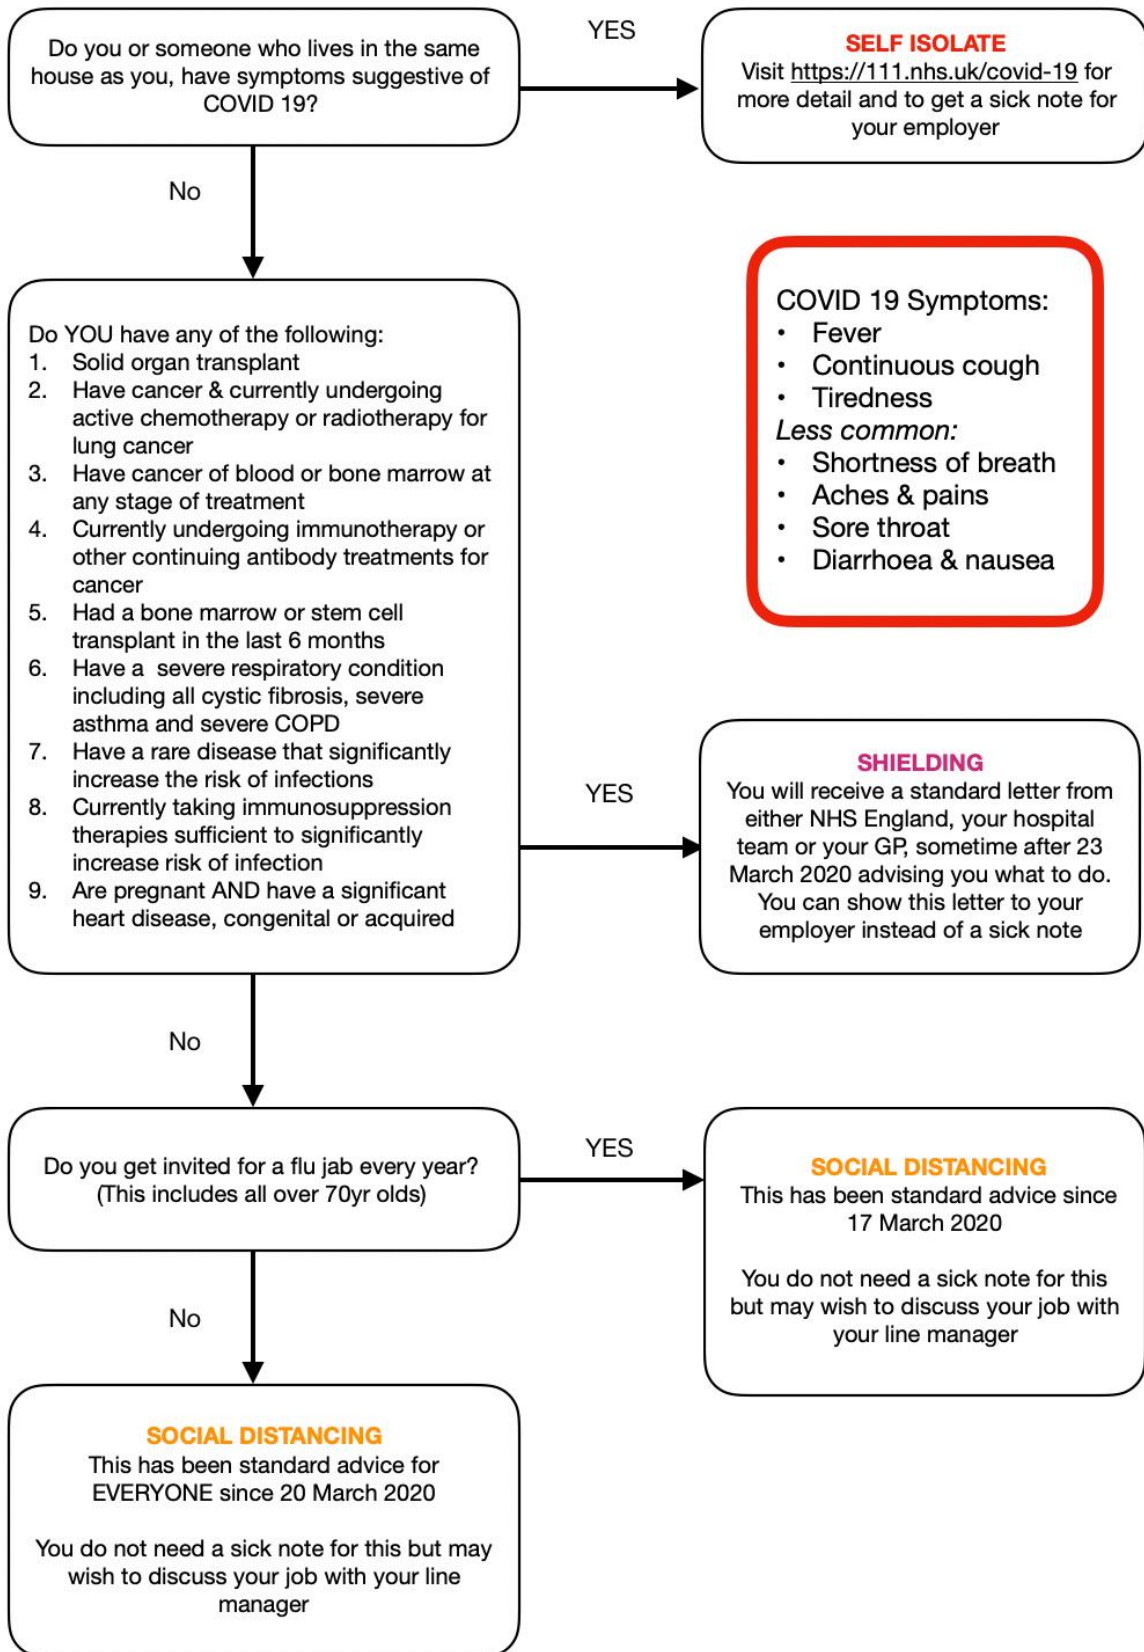 Do you or someone who lives in the same
house as you, have symptoms suggestive of
COVID 19?
YES
SELF ISOLATE
Visit https://111.nhs.uk/covid-19 for
more detail and to get a sick note for
your employer
No
COVID 19 Symptoms:
• Fever
• Continuous cough
• Tiredness
Less common:
• Shortness of breath
• Aches & pains
• Sore throat
• Diarrhoea & nausea
Do YOU have any of the following:
1. Solid organ transplant
2. Have cancer & currently undergoing
active chemotherapy or radiotherapy for
lung cancer
3. Have cancer of blood or bone marrow at
any stage of treatment
4. Currently undergoing immunotherapy or
other continuing antibody treatments for
cancer
5. Had a bone marrow or stem cell
transplant in the last 6 months
6. Have a severe respiratory condition
including all cystic fibrosis, severe
asthma and severe COPD
7. Have a rare disease that significantly
increase the risk of infections
8. Currently taking immunosuppression
therapies sufficient to significantly
increase risk of infection
9. Are pregnant AND have a significant
heart disease, congenital or acquired
YES
SHIELDING
You will receive a standard letter from
either NHS England, your hospital
team or your GP, sometime after 23
March 2020 advising you what to do.
You can show this letter to your
employer instead of a sick note
No
Do you get invited for a flu jab every year?
(This includes all over 70yr olds)
YES
SOCIAL DISTANCING
This has been standard advice since
17 March 2020
You do not need a sick note for this
but may wish to discuss your job with
your line manager
No
SOCIAL DISTANCING
This has been standard advice for
EVERYONE since 20 March 2020
You do not need a sick note for this but may
wish to discuss your job with your line
manager